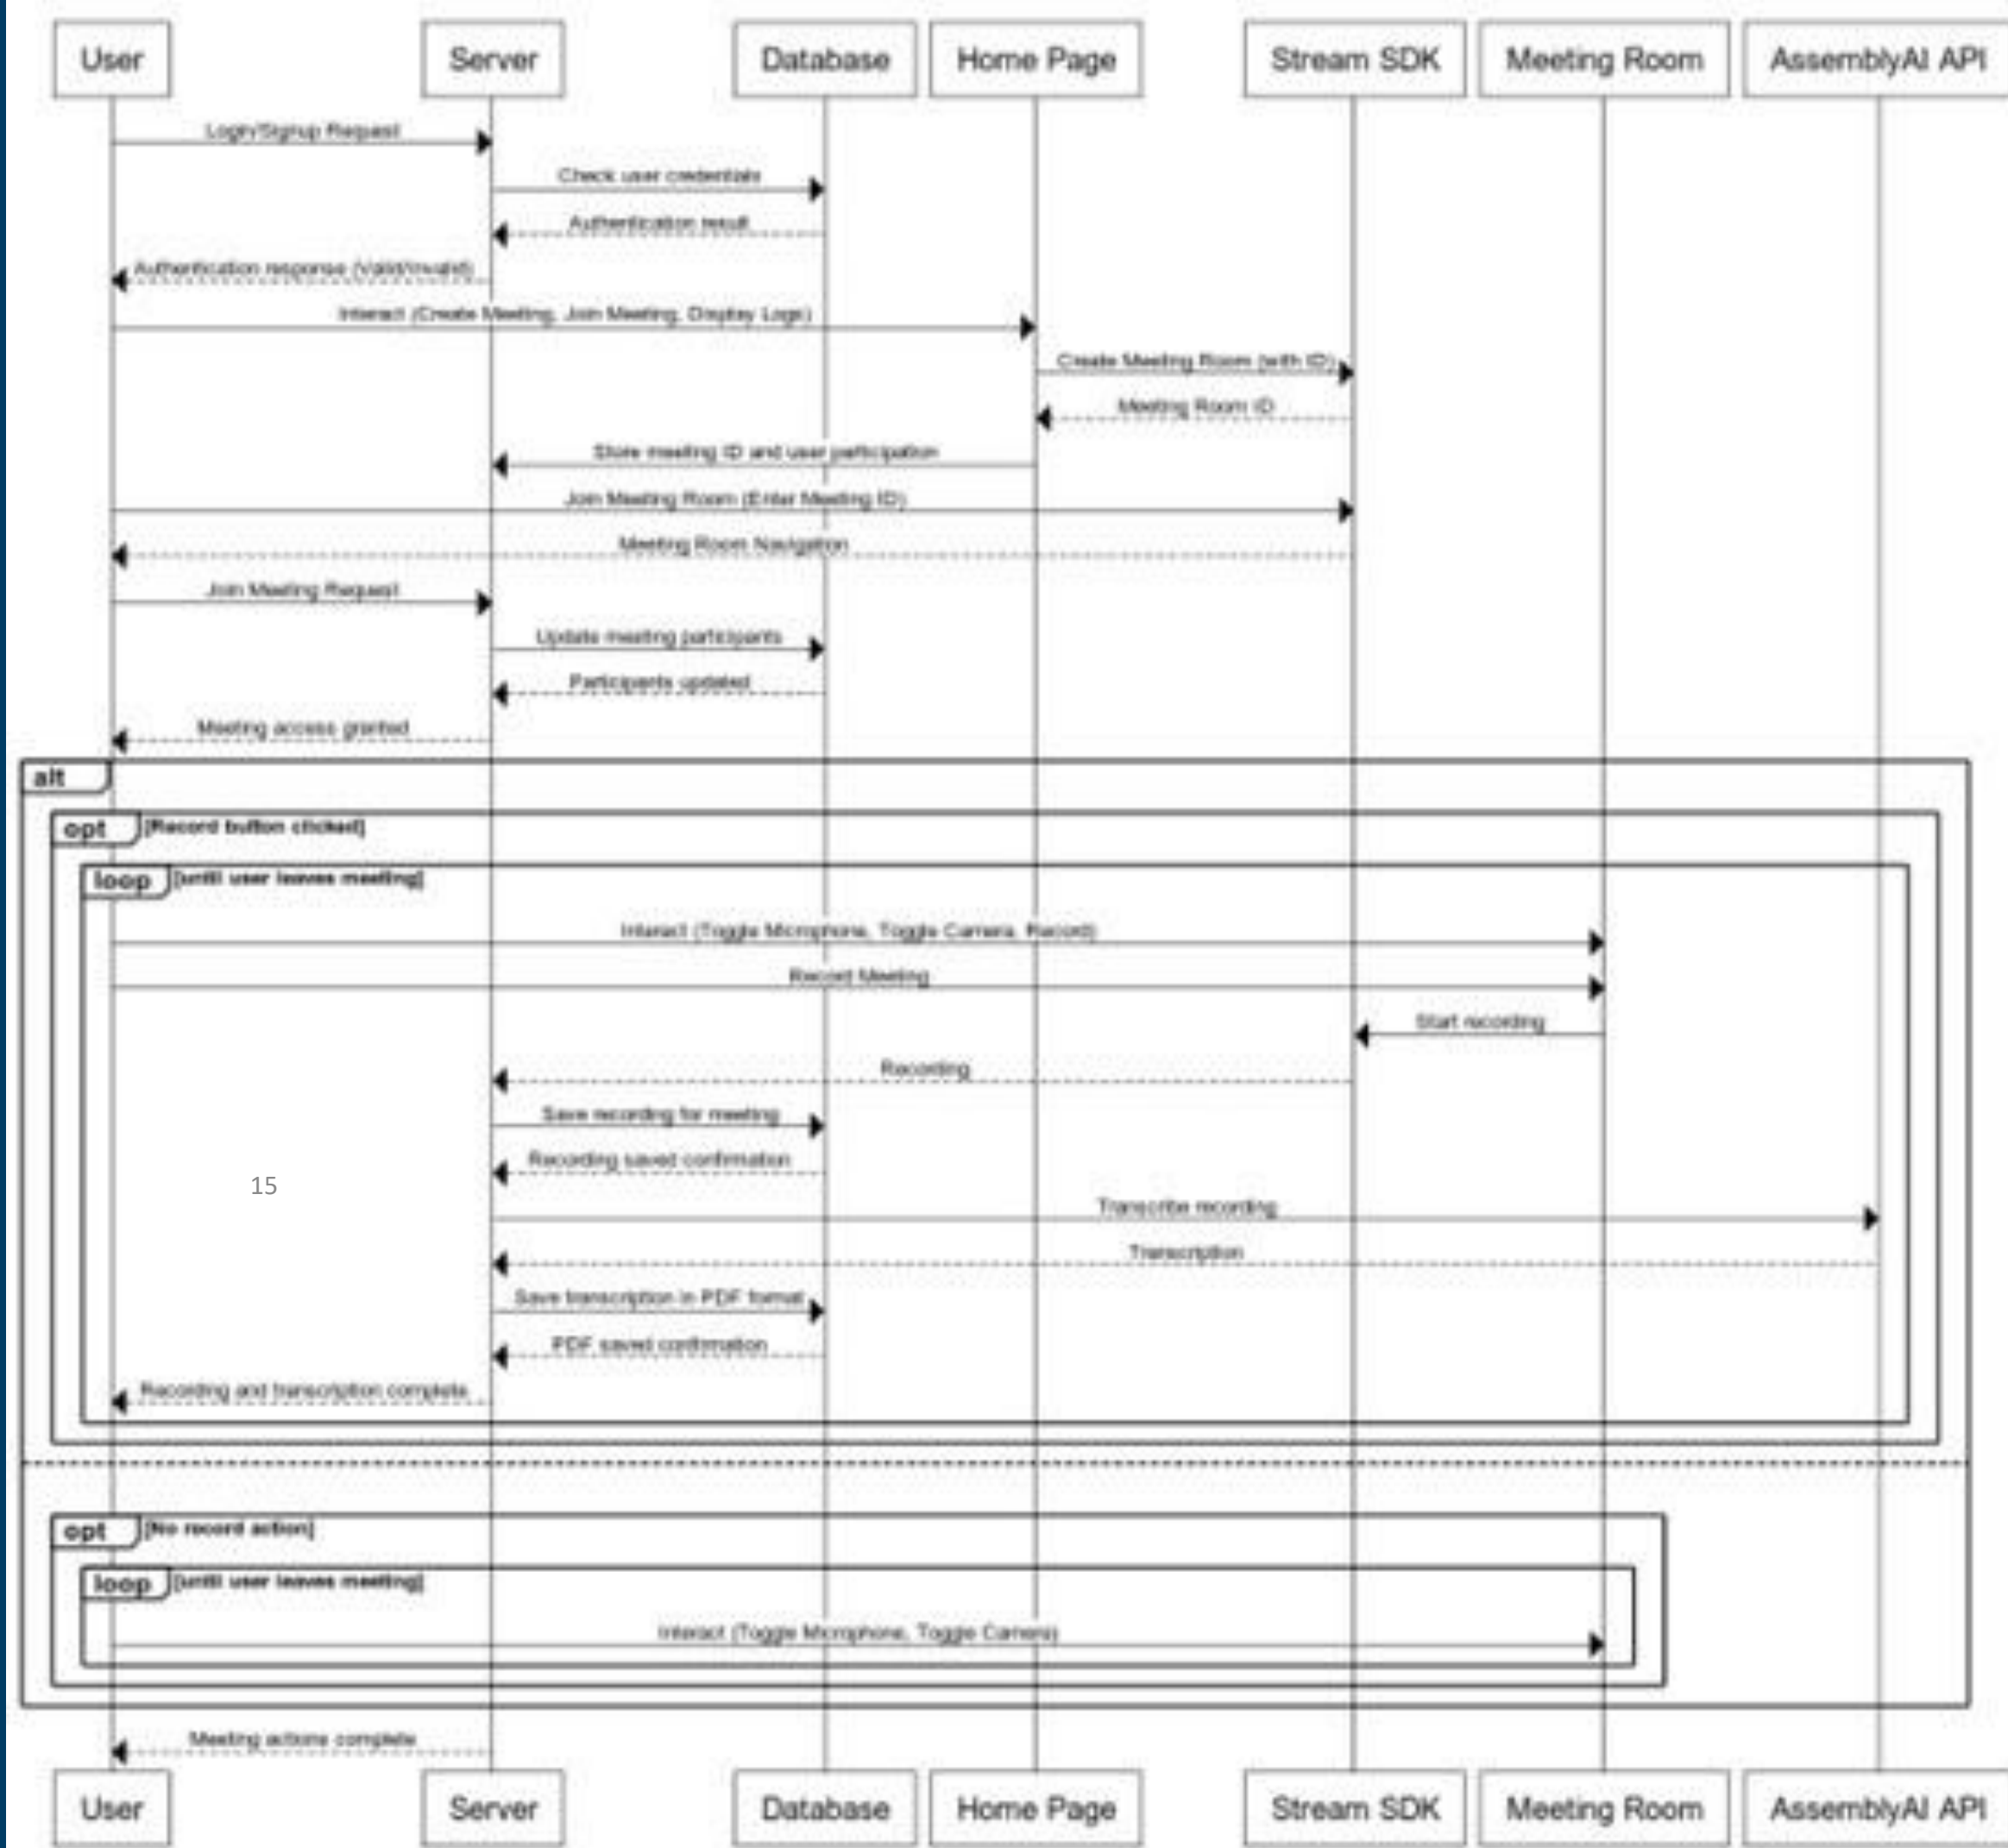 User Server Database Home Page Stream SDK Meeting Room AssemblyAI API
Login/Signup Request
Check user credentials
Authentication result
Authentication response (Valid/Invalid)
Interact (Create Meeting, Join Meeting, Display Logs)
Create Meeting Room (with ID)
Meeting Room ID
Store meeting ID and user participation
Join Meeting Room (Enter Meeting ID)
Meeting Room Navigation
Join Meeting Request
Update meeting participants
Participants updated
Meeting access granted
alt
opt [Record button clicked]
loop [until user leaves meeting]
Interact (Toggle Microphone, Toggle Camera, Record)
Record Meeting
Start recording
Recording
Save recording for meeting
Recording saved confirmation
15
Transcribe recording
Transcription
Save transcription in PDF format
PDF saved confirmation
Recording and transcription complete
opt [No record action]
loop [until user leaves meeting]
Interact (Toggle Microphone, Toggle Camera)
Meeting actions complete
User Server Database Home Page Stream SDK Meeting Room AssemblyAI API